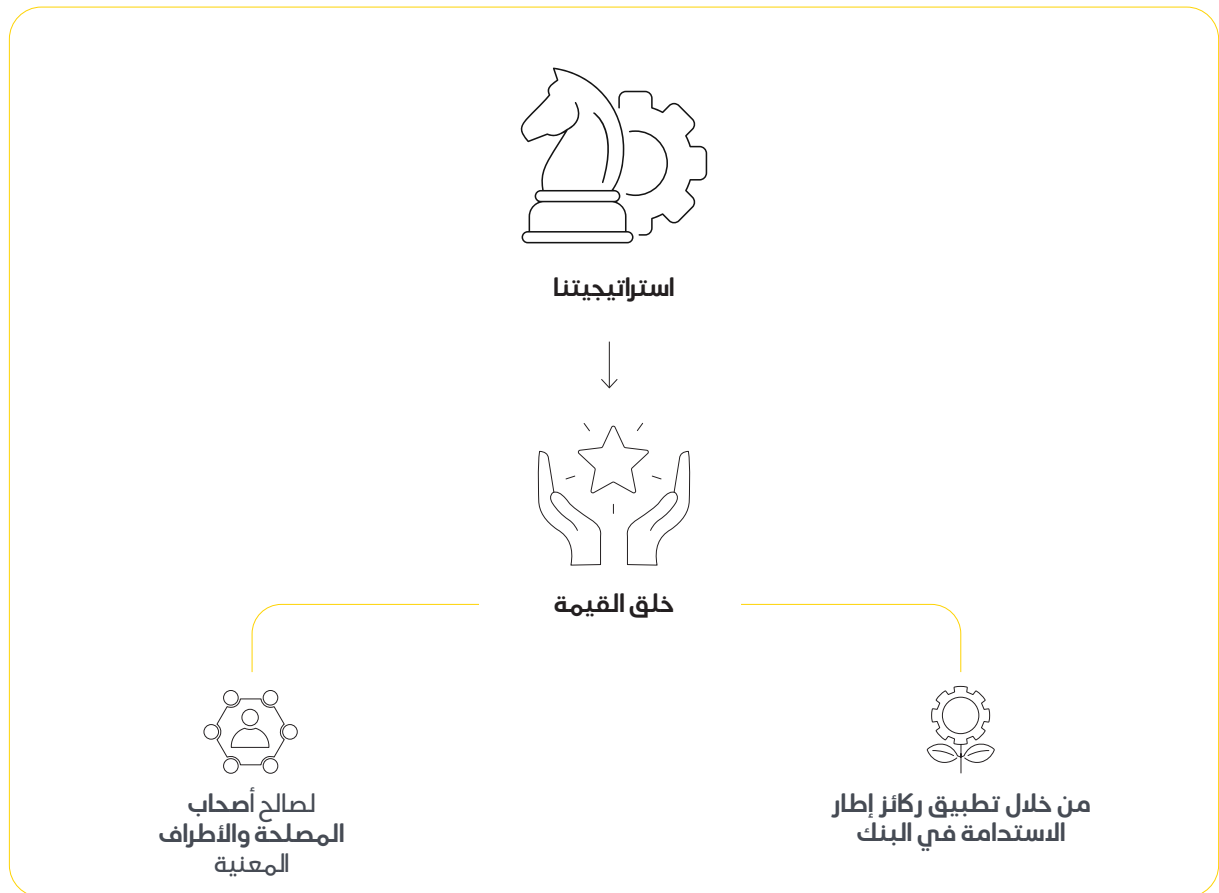 استراتيجيتنا
خلق القيمة
من خلال تطبيق ركائز إطار
الاستدامة في البنك
لصالح أصحاب
المصلحة والأطراف
المعنية